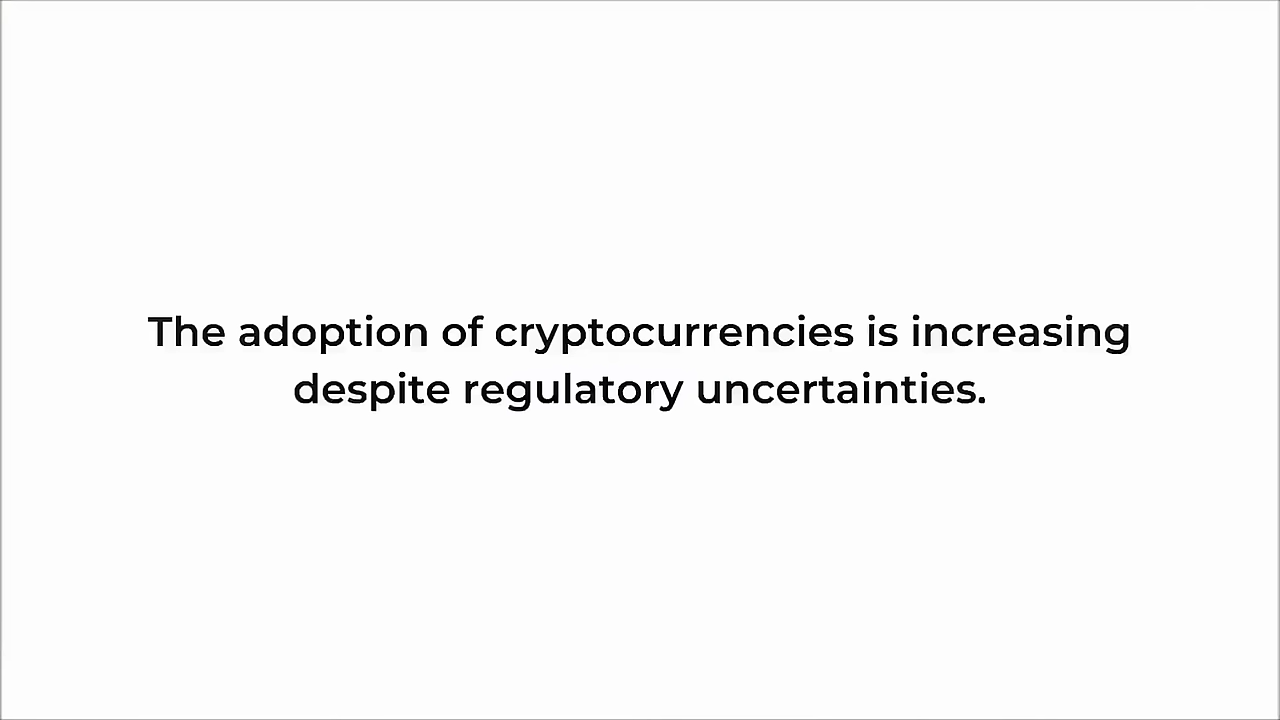 The adoption of cryptocurrencies is increasing
despite regulatory uncertainties.